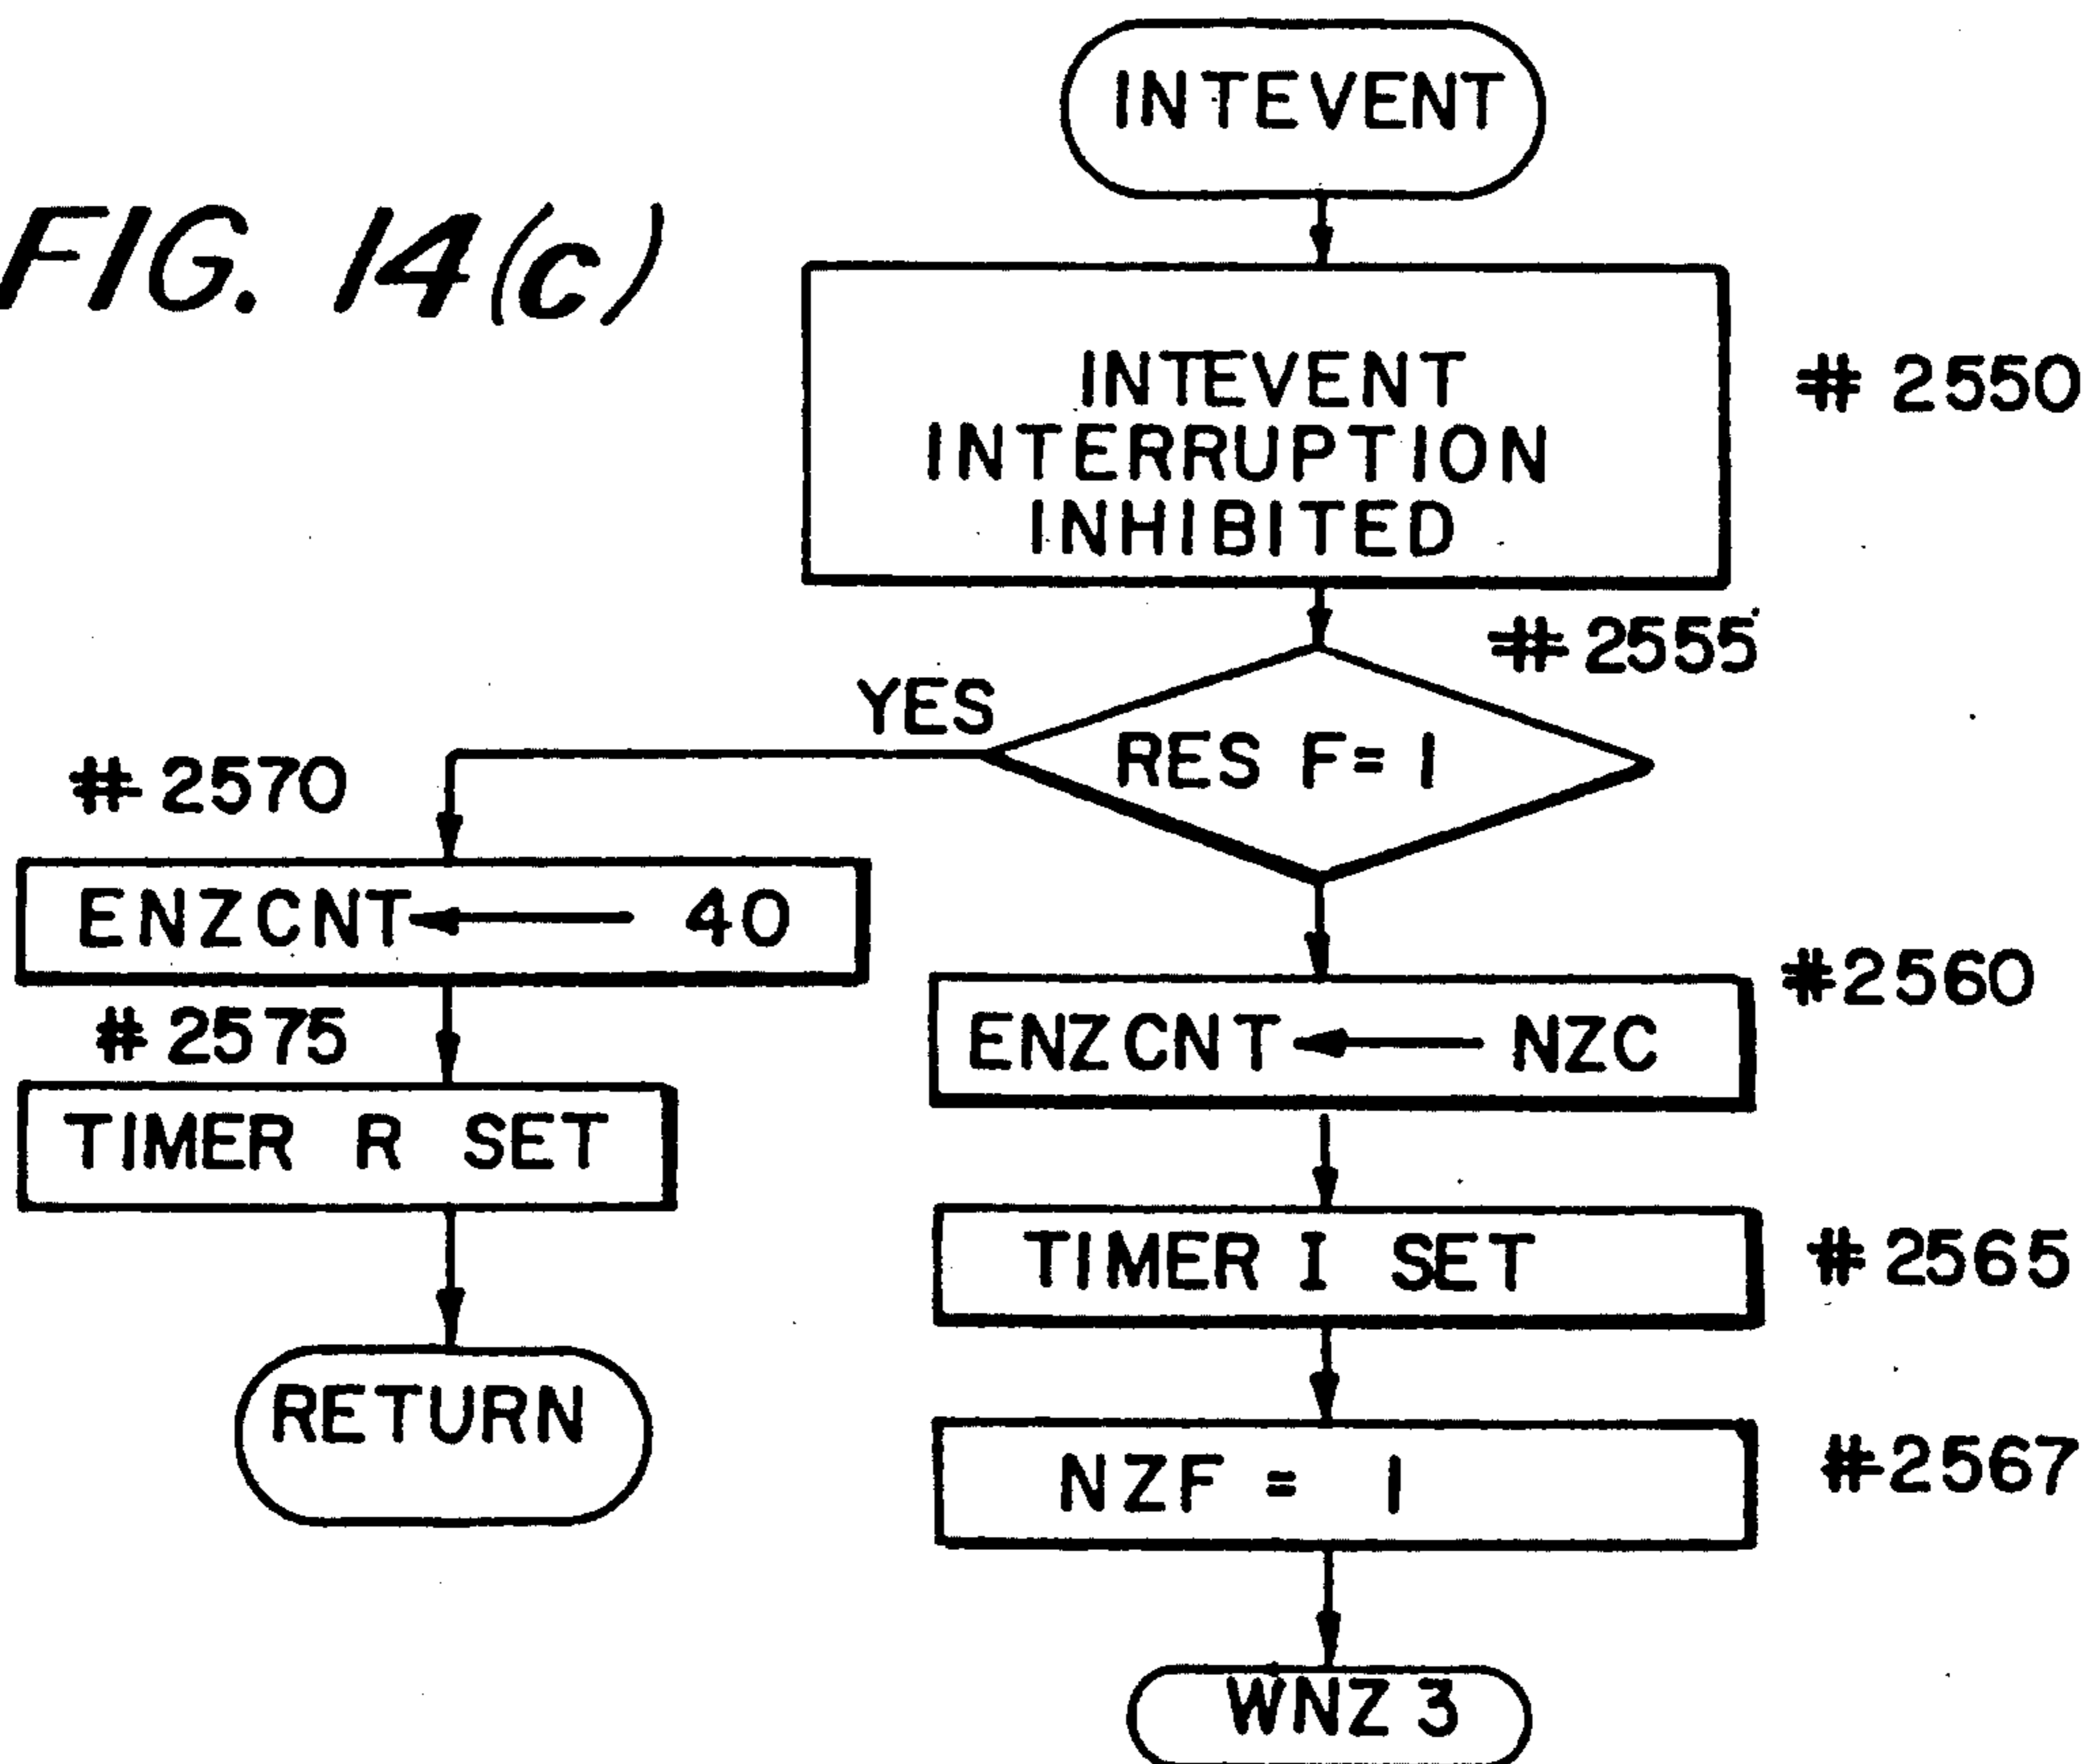 FIG. 14(c)
INTEVENT
INTEVENT
INTERRUPTION
INHIBITED
# 2550
# 2555
YES
RES F= 1
# 2570
ENZCNT ← 40
# 2575
TIMER R SET
RETURN
#2560
ENZCNT ← NZC
TIMER I SET
# 2565
NZF = 1
#2567
WNZ 3